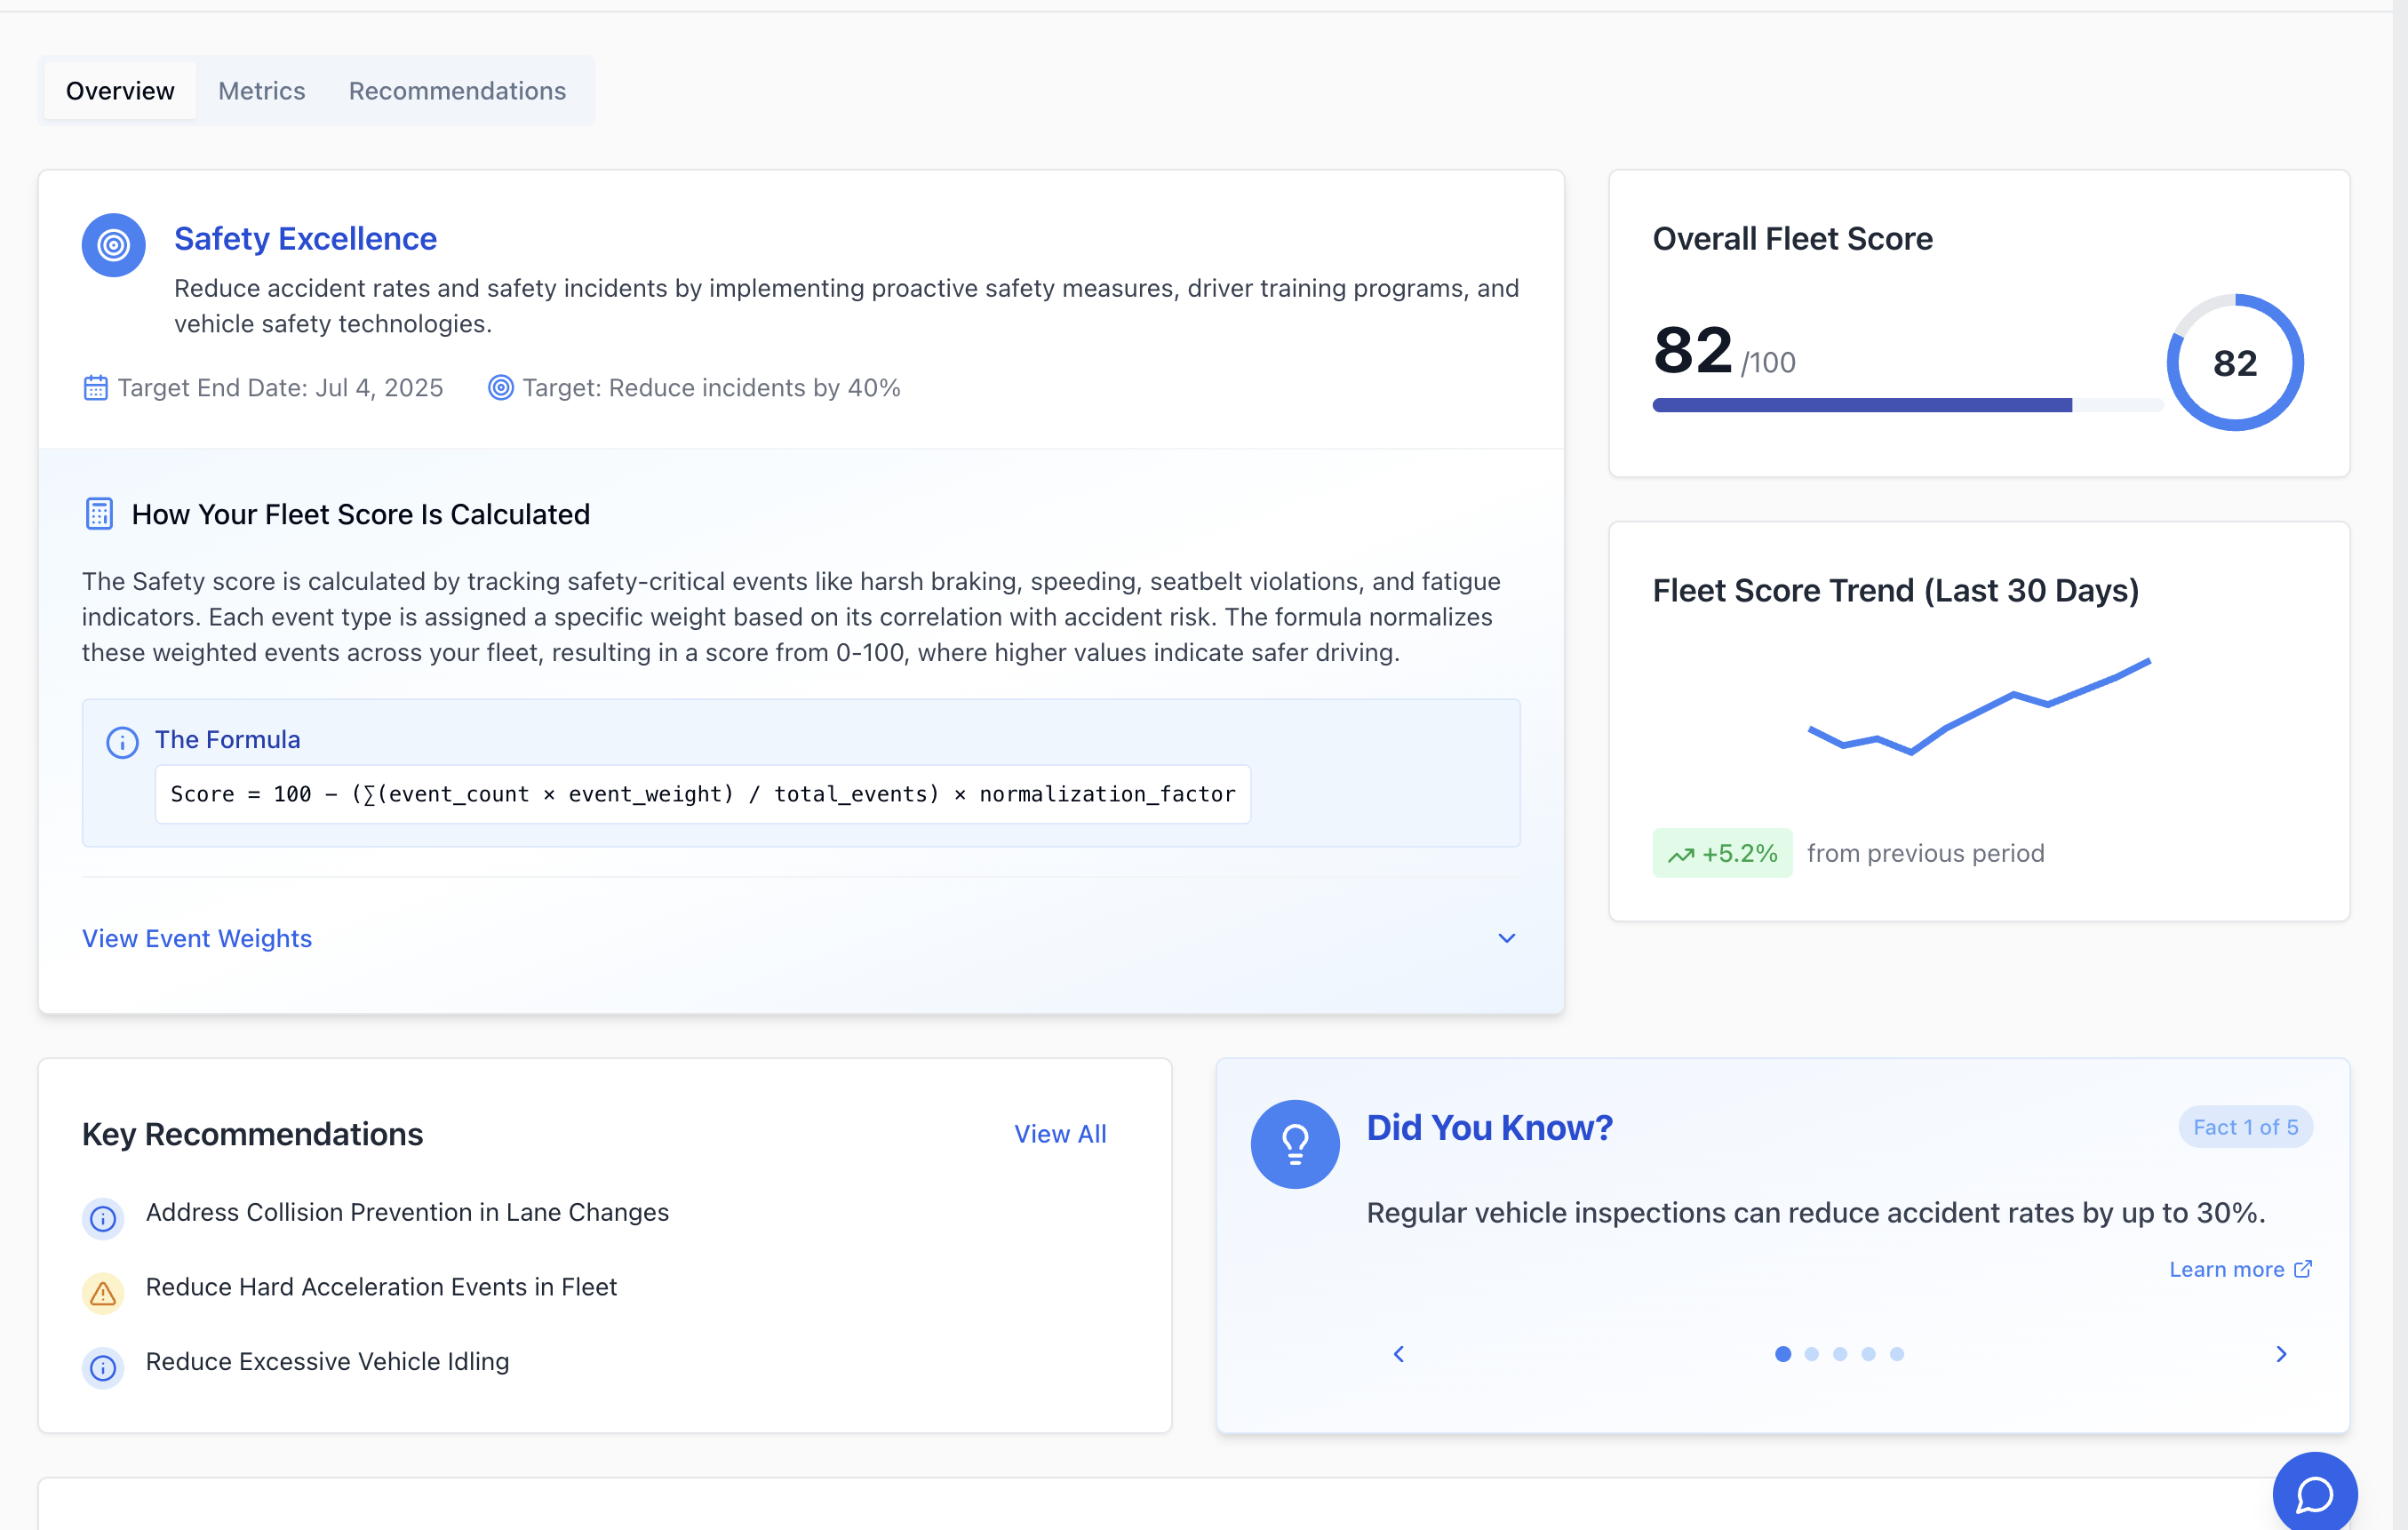 Overview
Metrics
Recommendations
Safety Excellence
Reduce accident rates and safety incidents by implementing proactive safety measures, driver training programs, and
vehicle safety technologies.
Target End Date: Jul 4, 2025
Target: Reduce incidents by 40%
How Your Fleet Score Is Calculated
The Safety score is calculated by tracking safety-critical events like harsh braking, speeding, seatbelt violations, and fatigue
indicators. Each event type is assigned a specific weight based on its correlation with accident risk. The formula normalizes
these weighted events across your fleet, resulting in a score from 0-100, where higher values indicate safer driving.
The Formula
Score = 100 − (∑(event_count × event_weight) / total_events) × normalization_factor
View Event Weights
Overall Fleet Score
82 /100
82
Fleet Score Trend (Last 30 Days)
+5.2% from previous period
Key Recommendations
View All
Address Collision Prevention in Lane Changes
Reduce Hard Acceleration Events in Fleet
Reduce Excessive Vehicle Idling
Did You Know?
Fact 1 of 5
Regular vehicle inspections can reduce accident rates by up to 30%.
Learn more